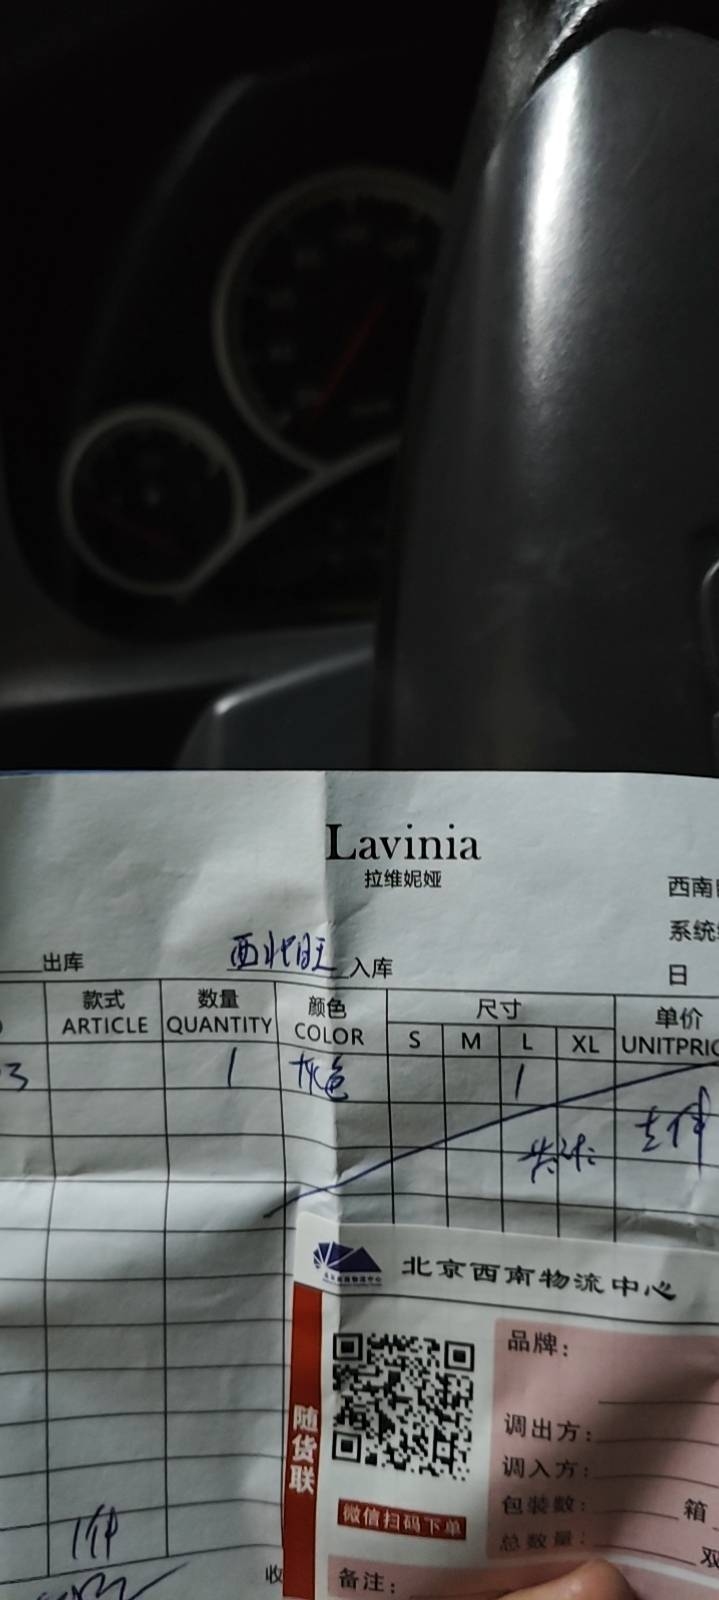 Lavinia
拉维妮娅
西南
系统
出库 西北旺 入库
日
款式 数量 颜色 尺寸 单价
ARTICLE QUANTITY COLOR S M L XL UNITPRIC
3 1 灰色 1
北京西南物流中心
品牌：
随货联
调出方：
调入方：
包装数： 箱
微信扫码下单
总数量： 双
1件
收
备注：